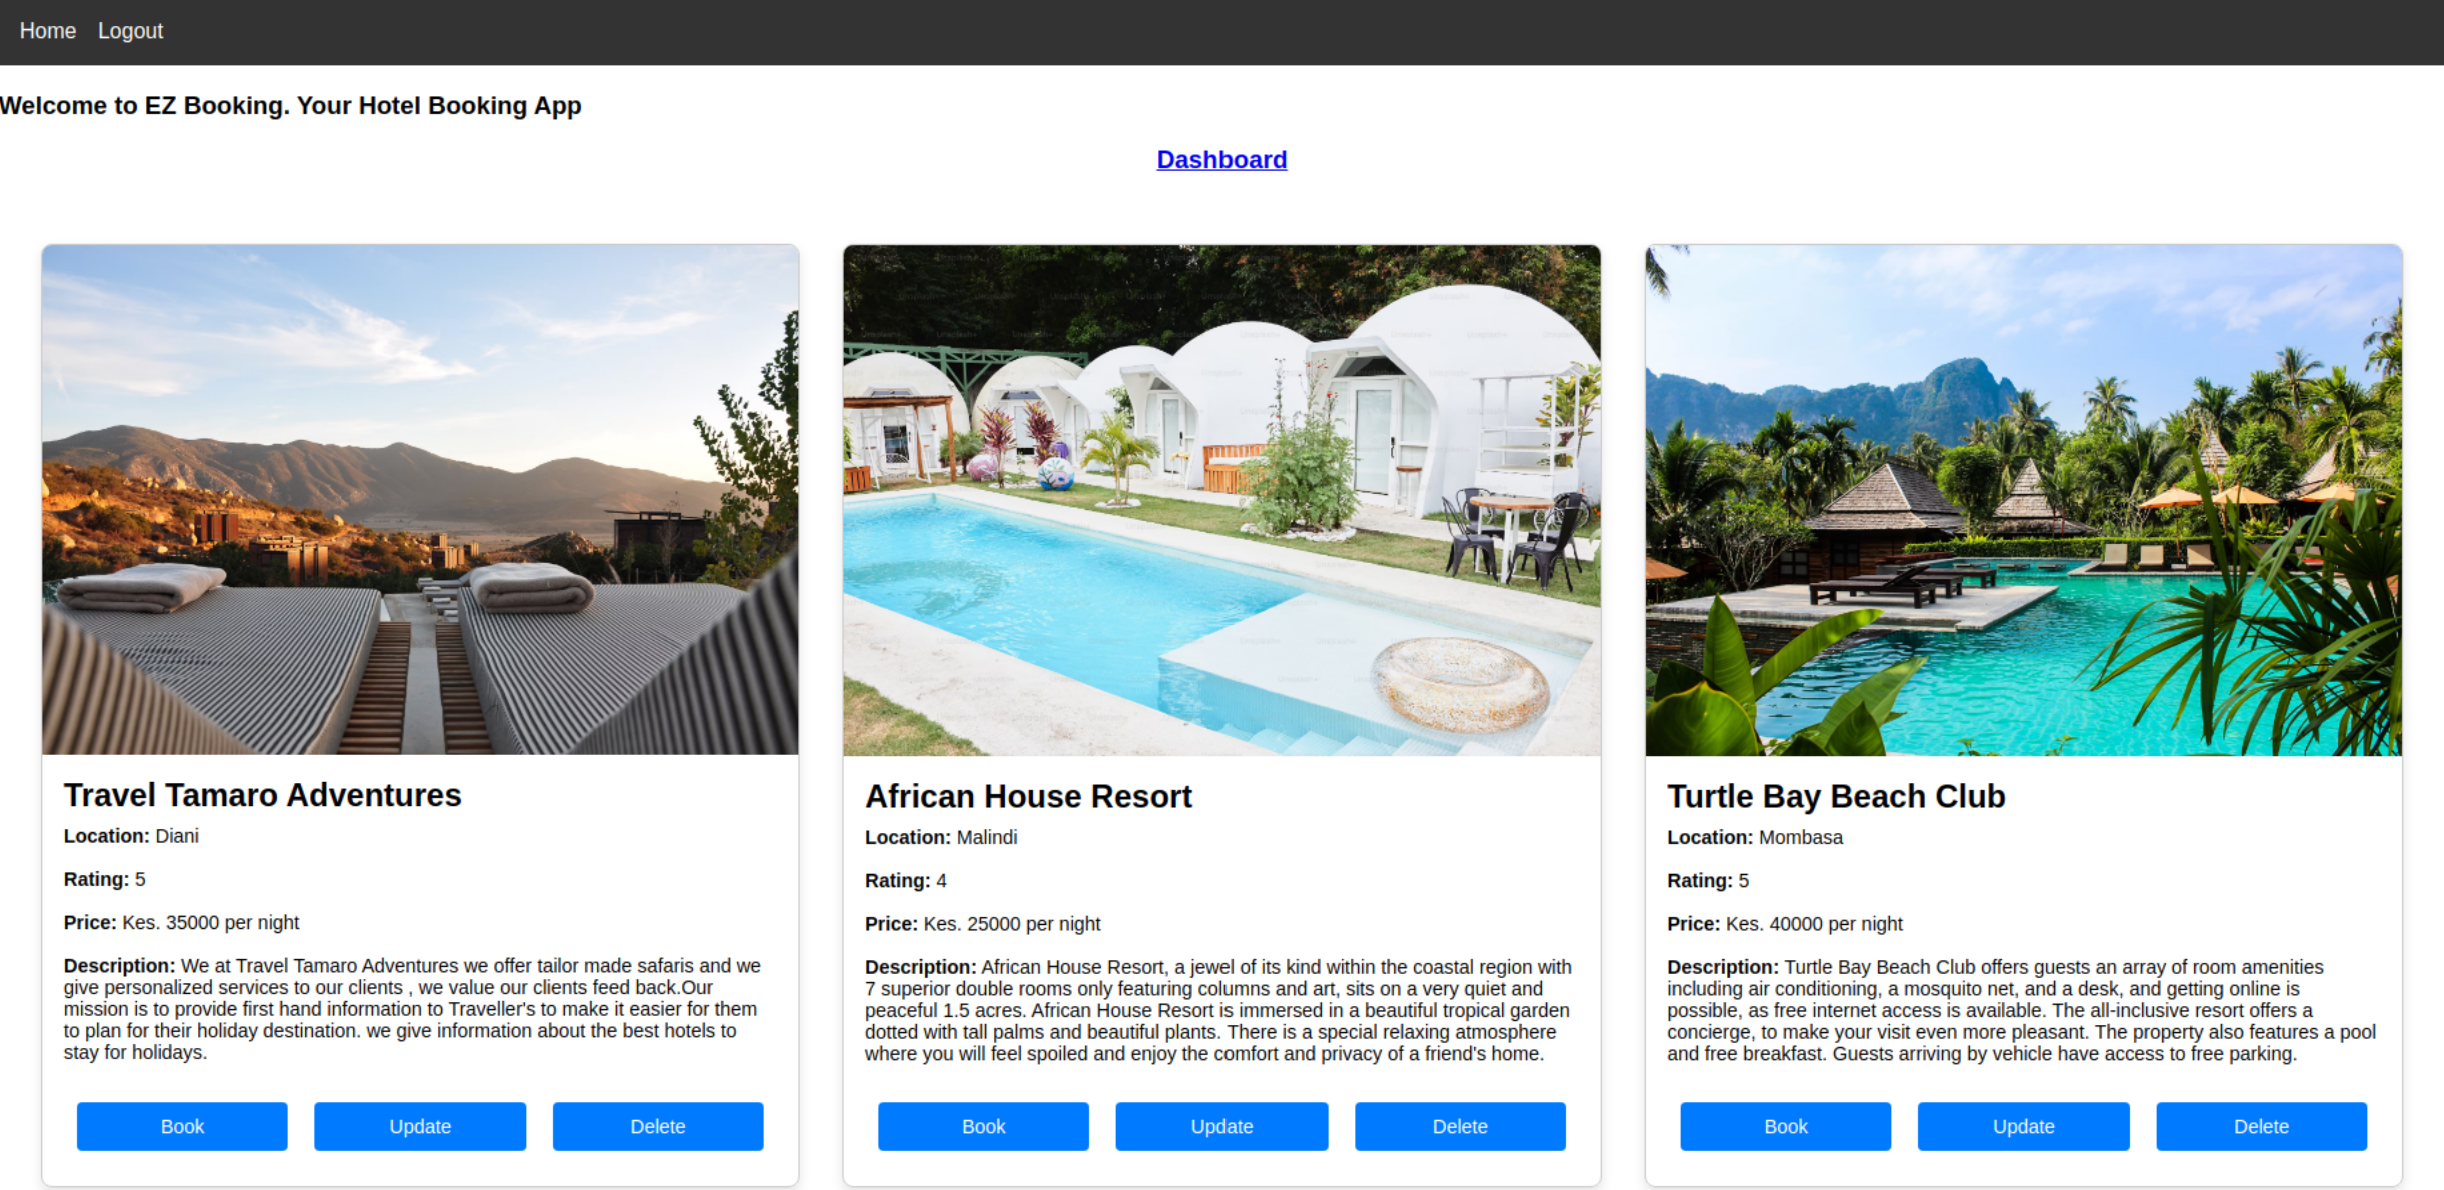 Home Logout
Welcome to EZ Booking. Your Hotel Booking App
Dashboard
Travel Tamaro Adventures
Location: Diani
Rating: 5
Price: Kes. 35000 per night
Description: We at Travel Tamaro Adventures we offer tailor made safaris and we
give personalized services to our clients , we value our clients feed back.Our
mission is to provide first hand information to Traveller's to make it easier for them
to plan for their holiday destination. we give information about the best hotels to
stay for holidays.
Book Update Delete
African House Resort
Location: Malindi
Rating: 4
Price: Kes. 25000 per night
Description: African House Resort, a jewel of its kind within the coastal region with
7 superior double rooms only featuring columns and art, sits on a very quiet and
peaceful 1.5 acres. African House Resort is immersed in a beautiful tropical garden
dotted with tall palms and beautiful plants. There is a special relaxing atmosphere
where you will feel spoiled and enjoy the comfort and privacy of a friend's home.
Book Update Delete
Turtle Bay Beach Club
Location: Mombasa
Rating: 5
Price: Kes. 40000 per night
Description: Turtle Bay Beach Club offers guests an array of room amenities
including air conditioning, a mosquito net, and a desk, and getting online is
possible, as free internet access is available. The all-inclusive resort offers a
concierge, to make your visit even more pleasant. The property also features a pool
and free breakfast. Guests arriving by vehicle have access to free parking.
Book Update Delete